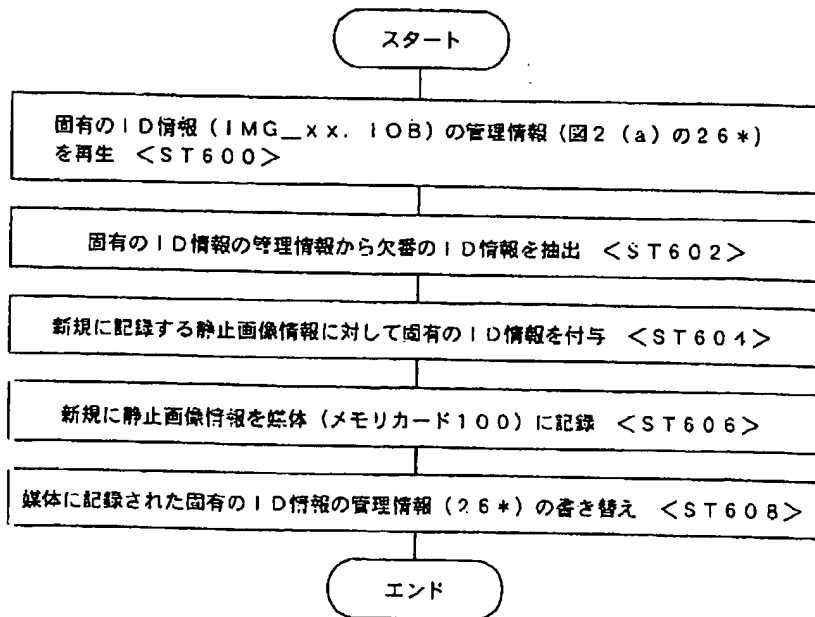 スタート
固有のID情報(IMG__xx.IOB)の管理情報(図2(a)の26*)
を再生 <ST600>
固有のID情報の管理情報から欠番のID情報を抽出 <ST602>
新規に記録する静止画像情報に対して固有のID情報を付与 <ST604>
新規に静止画像情報を媒体(メモリカード100)に記録 <ST606>
媒体に記録された固有のID情報の管理情報(26*)の書き替え <ST608>
エンド